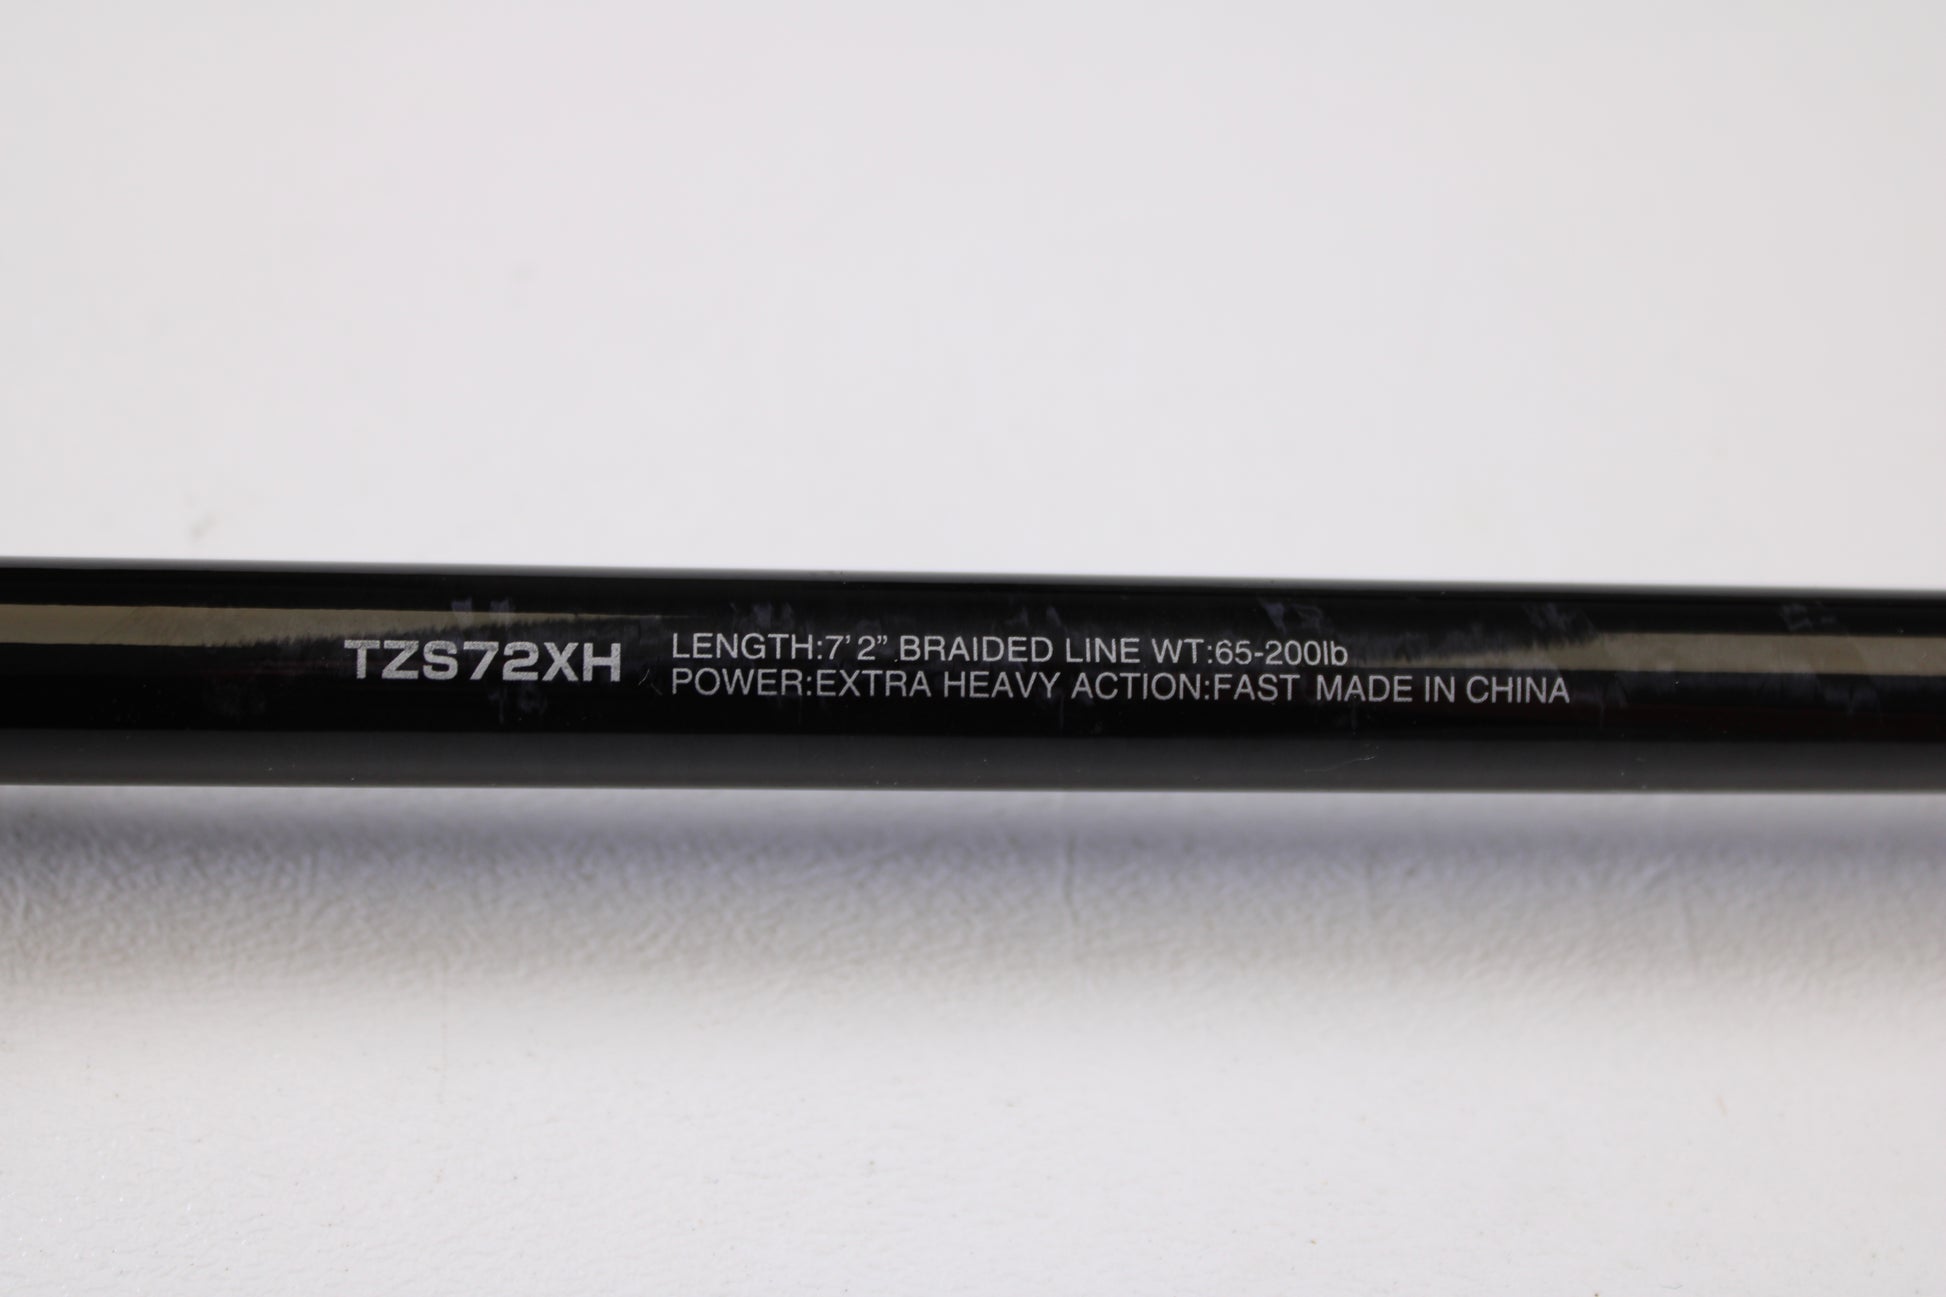 TZS72XH
LENGTH:7' 2" BRAIDED LINE WT:65-200lb
POWER:EXTRA HEAVY ACTION:FAST MADE IN CHINA